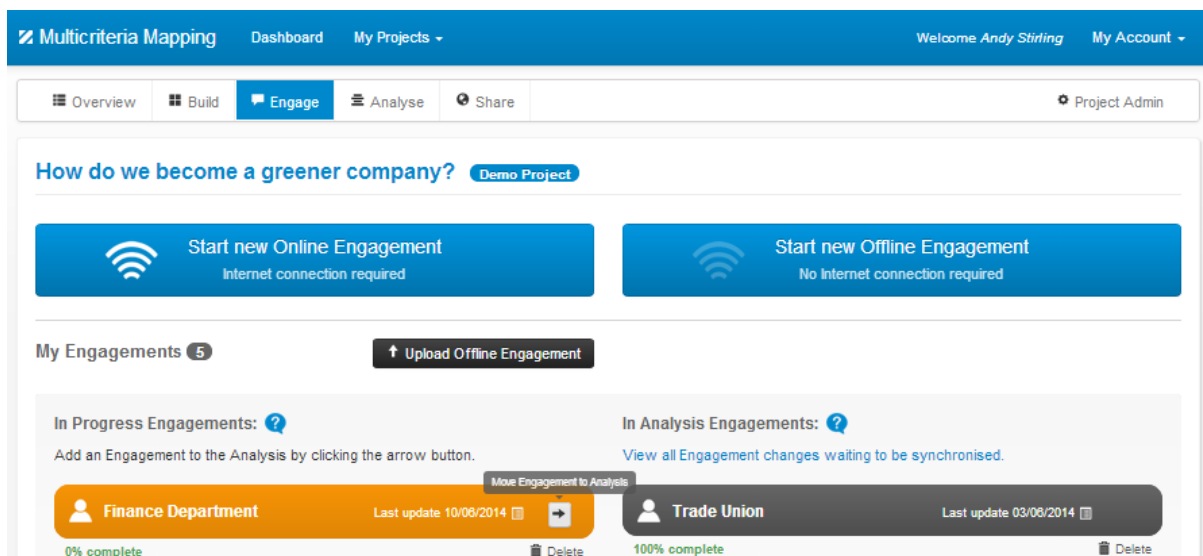 Multicriteria Mapping Dashboard My Projects Welcome Andy Stirling My Account
Overview Build Engage Analyse Share Project Admin
How do we become a greener company? Demo Project
Start new Online Engagement
Internet connection required
Start new Offline Engagement
No Internet connection required
My Engagements 5 Upload Offline Engagement
In Progress Engagements: ?
Add an Engagement to the Analysis by clicking the arrow button.
In Analysis Engagements: ?
View all Engagement changes waiting to be synchronised.
Move Engagement to Analysis
Finance Department Last update 10/06/2014
0% complete Delete
Trade Union Last update 03/06/2014
100% complete Delete